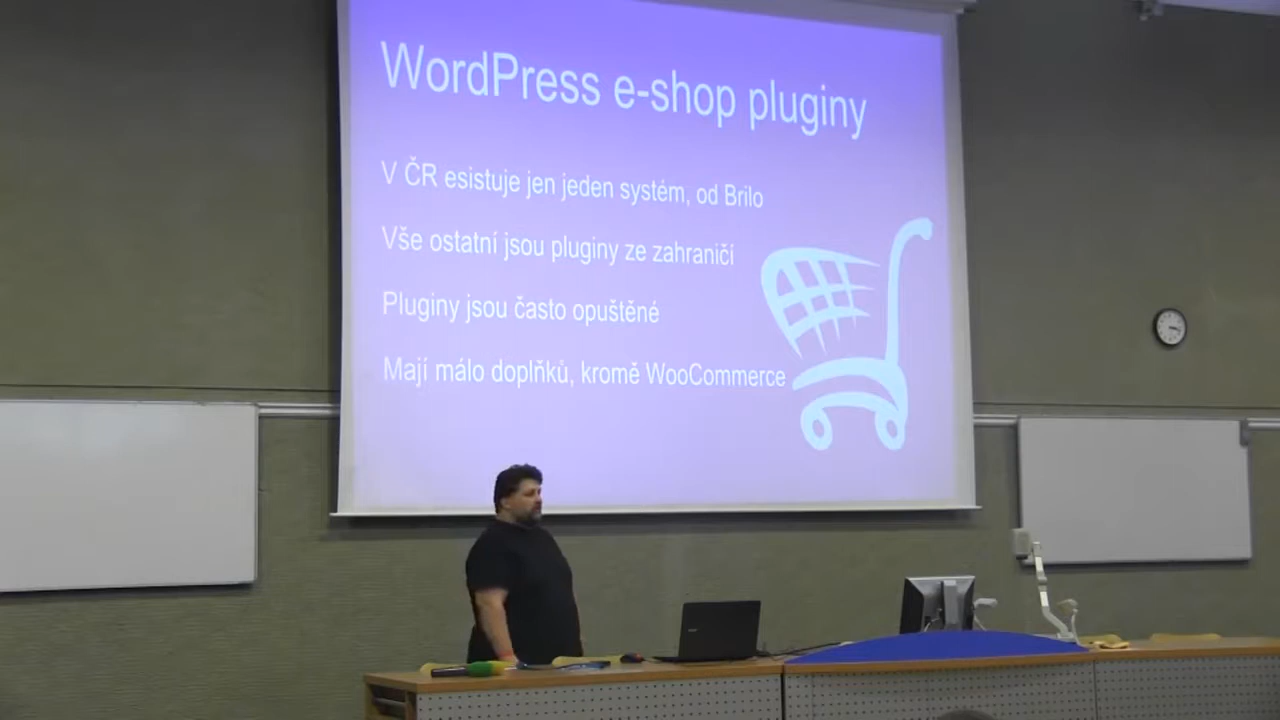 WordPress e-shop pluginy
V ČR esistuje jen jeden systém, od Brilo
Vše ostatní jsou pluginy ze zahraničí
Pluginy jsou často opuštěné
Mají málo doplňků, kromě WooCommerce